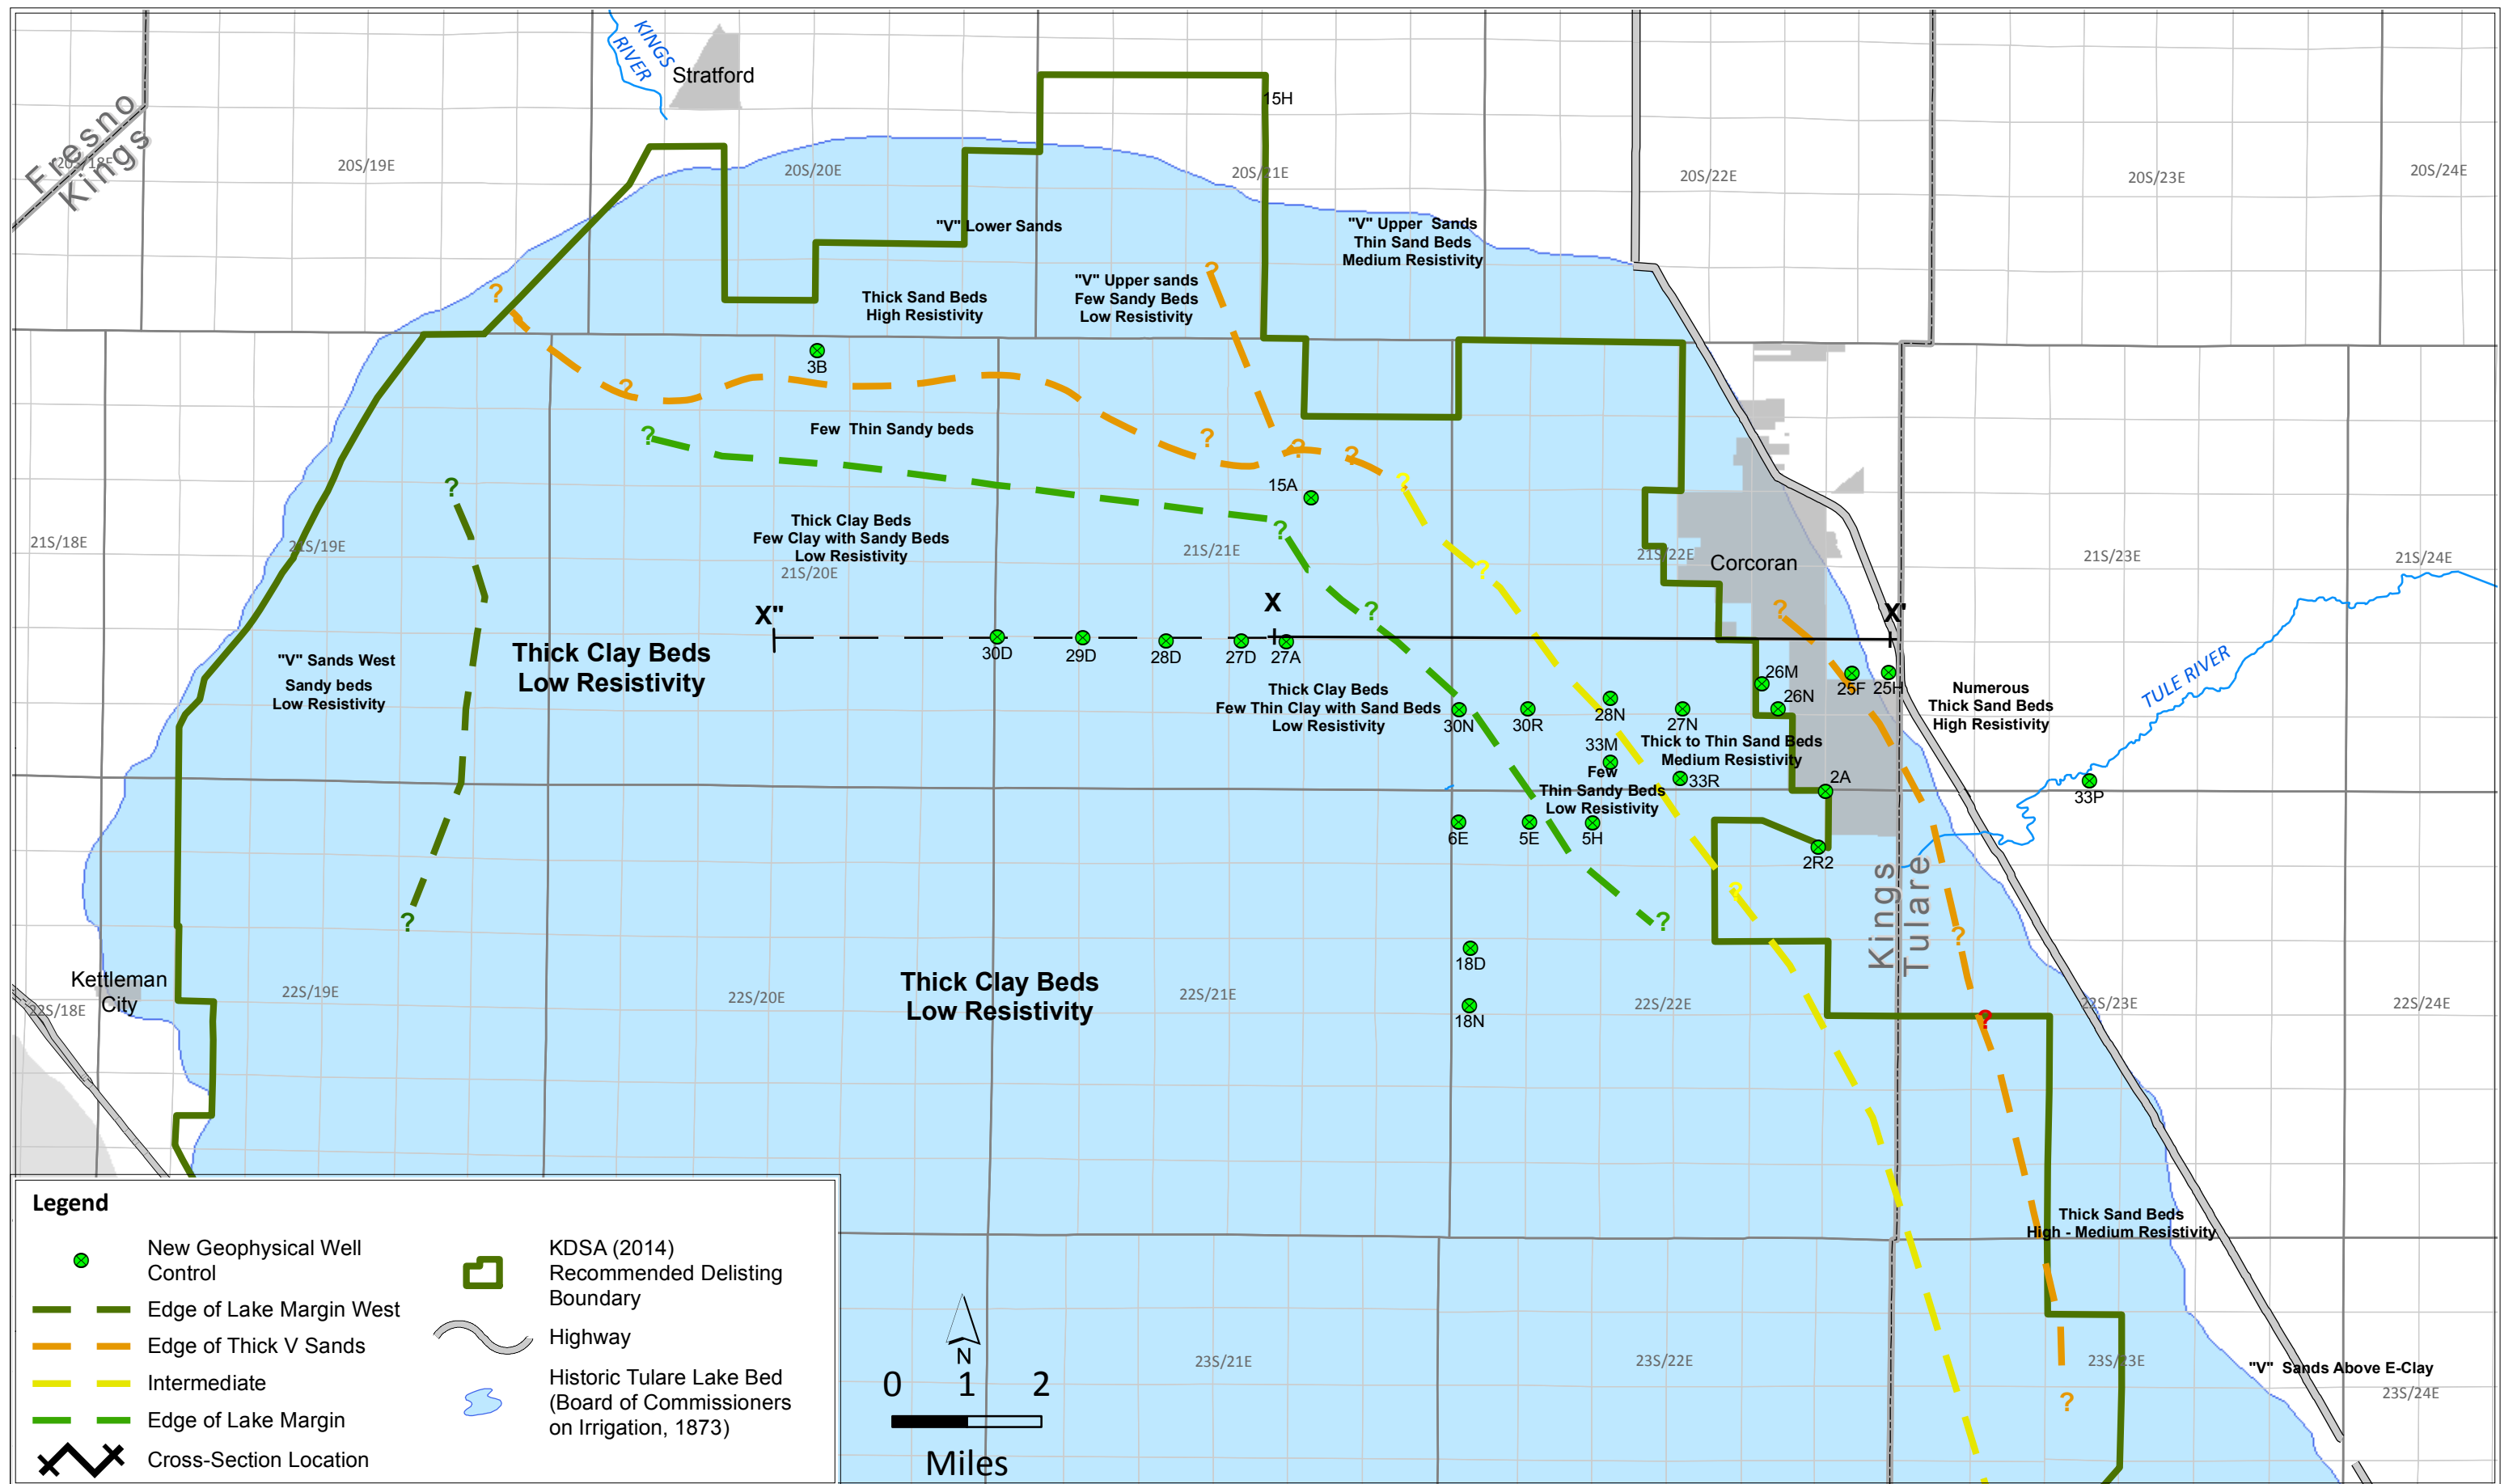 KINGS
RIVER
Stratford
15H
Fresno
Kings
20S/18E
20S/19E
20S/20E
20S/21E
20S/22E
20S/23E
20S/24E
"V" Lower Sands
"V" Upper Sands
Thin Sand Beds
Medium Resistivity
"V" Upper sands
Few Sandy Beds
Low Resistivity
Thick Sand Beds
High Resistivity
?
?
3B
?
Few Thin Sandy beds
?
?
?
?
?
?
15A
?
Thick Clay Beds
Few Clay with Sandy Beds
Low Resistivity
?
21S/18E
21S/19E
21S/20E
21S/21E
21S/22E
Corcoran
21S/23E
21S/24E
?
?
?
X"
X
X'
30D
29D
28D
27D
27A
Thick Clay Beds
Low Resistivity
"V" Sands West
Sandy beds
Low Resistivity
Thick Clay Beds
Few Thin Clay with Sand Beds
Low Resistivity
26M
25F
25H
26N
30N
30R
28N
27N
Numerous
Thick Sand Beds
High Resistivity
TULE RIVER
33M
Thick to Thin Sand Beds
Medium Resistivity
33R
2A
33P
Few
Thin Sandy Beds
Low Resistivity
6E
5E
5H
2R2
?
?
?
?
Kings
Tulare
18D
18N
Thick Clay Beds
Low Resistivity
Kettleman
City
22S/18E
22S/19E
22S/20E
22S/21E
22S/22E
22S/23E
22S/24E
?
Thick Sand Beds
High - Medium Resistivity
23S/21E
23S/22E
23S/23E
"V" Sands Above E-Clay
23S/24E
?
Legend
New Geophysical Well
Control
Edge of Lake Margin West
Edge of Thick V Sands
Intermediate
Edge of Lake Margin
Cross-Section Location
KDSA (2014)
Recommended Delisting
Boundary
Highway
Historic Tulare Lake Bed
(Board of Commissioners
on Irrigation, 1873)
N
0 1 2
Miles